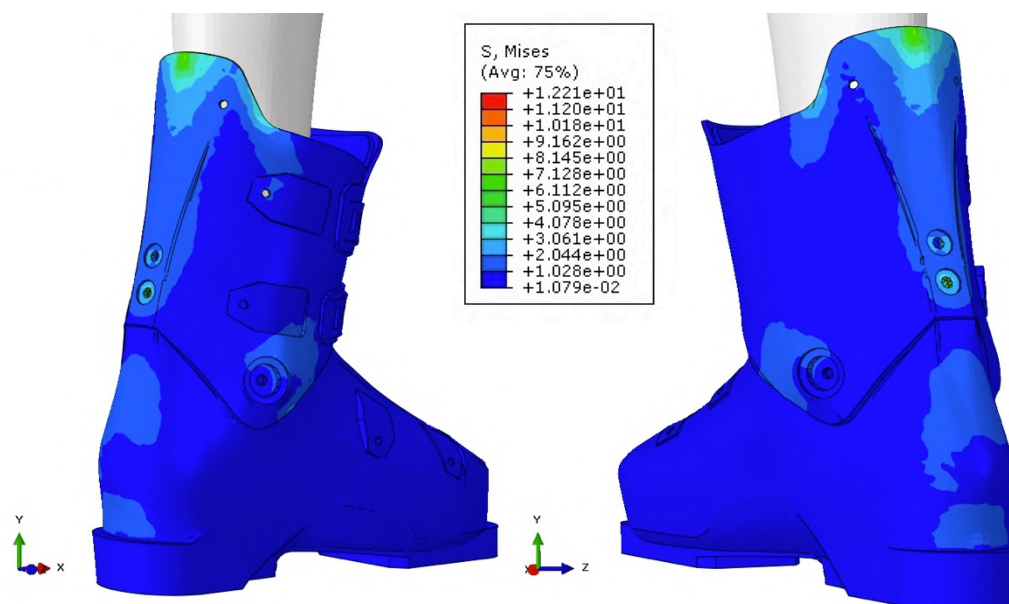 S, Mises
(Avg: 75%)
+1.221e+01
+1.120e+01
+1.018e+01
+9.162e+00
+8.145e+00
+7.128e+00
+6.112e+00
+5.095e+00
+4.078e+00
+3.061e+00
+2.044e+00
+1.028e+00
+1.079e-02
Y
X
Y
Z